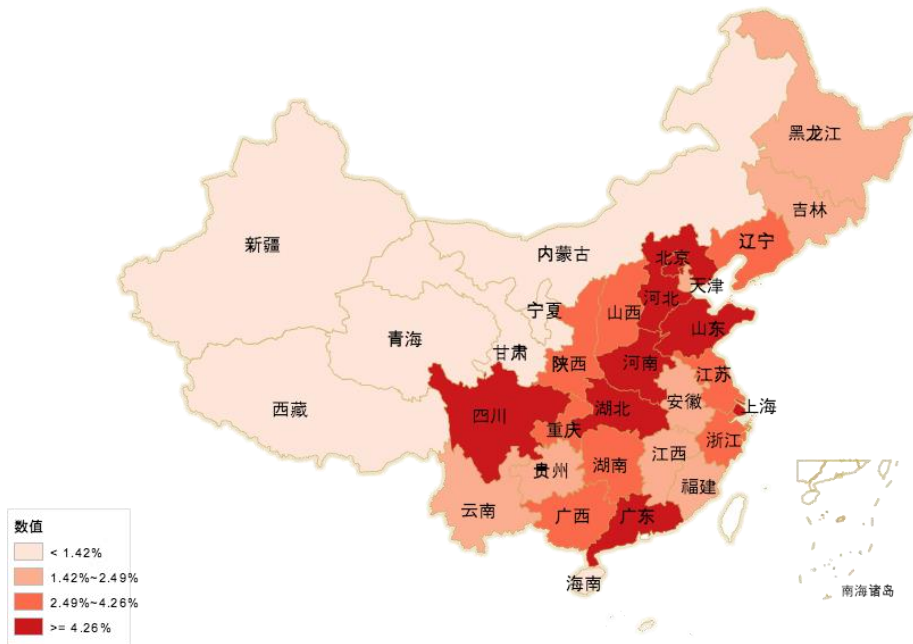 黑龙江
吉林
新疆
内蒙古
辽宁
北京
天津
河北
宁夏
山西
山东
青海
甘肃
陕西
河南
江苏
西藏
四川
湖北
安徽
上海
重庆
浙江
贵州
湖南
江西
福建
云南
广西
广东
海南
南海诸岛
数值
< 1.42%
1.42%~2.49%
2.49%~4.26%
>= 4.26%